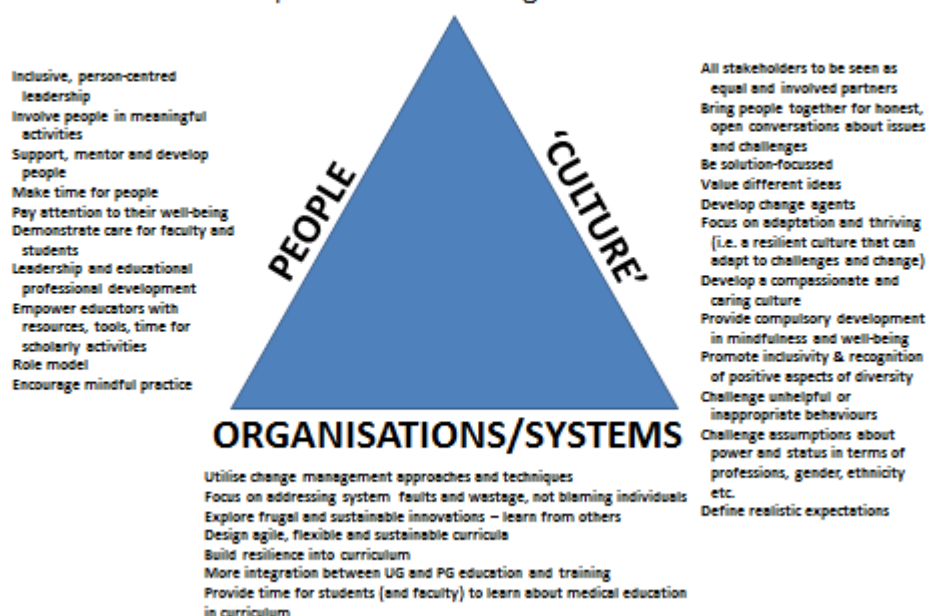 Inclusive, person-centred
leadership
Involve people in meaningful
activities
Support, mentor and develop
people
Make time for people
Pay attention to their well-being
Demonstrate care for faculty and
students
Leadership and educational
professional development
Empower educators with
resources, tools, time for
scholarly activities
Role model
Encourage mindful practice
PEOPLE
'CULTURE'
All stakeholders to be seen as
equal and involved partners
Bring people together for honest,
open conversations about issues
and challenges
Be solution-focussed
Value different ideas
Develop change agents
Focus on adaptation and thriving
(i.e. a resilient culture that can
adapt to challenges and change)
Develop a compassionate and
caring culture
Provide compulsory development
in mindfulness and well-being
Promote inclusivity & recognition
of positive aspects of diversity
Challenge unhelpful or
inappropriate behaviours
Challenge assumptions about
power and status in terms of
professions, gender, ethnicity
etc.
Define realistic expectations
ORGANISATIONS/SYSTEMS
Utilise change management approaches and techniques
Focus on addressing system faults and wastage, not blaming individuals
Explore frugal and sustainable innovations – learn from others
Design agile, flexible and sustainable curricula
Build resilience into curriculum
More integration between UG and PG education and training
Provide time for students (and faculty) to learn about medical education
in curriculum